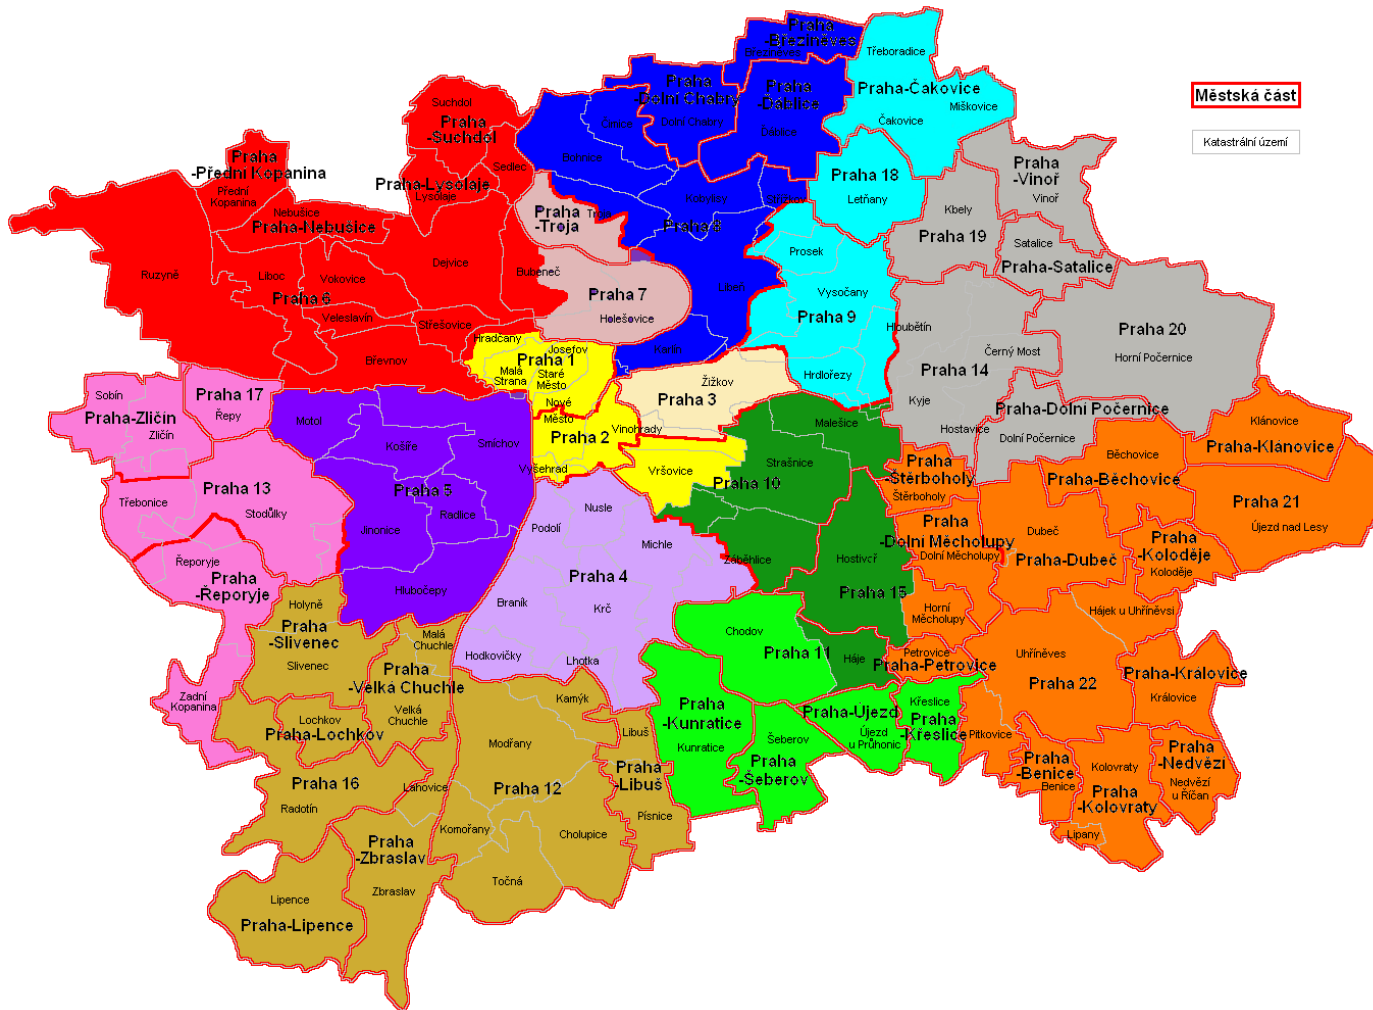 Praha
-Březiněves
Březiněves
Třeboradice
Praha
-Dolní Chabry
Dolní Chabry
Praha
-Ďáblice
Ďáblice
Praha-Čakovice
Miškovice
Čakovice
Městská část
Katastrální území
Suchdol
Praha
-Suchdol
Sedlec
Čimice
Bohnice
Praha
-Přední Kopanina
Přední
Kopanina
Praha-Lysolaje
Lysolaje
Nebušice
Praha-Nebušice
Praha
-Troja
Troja
Kobylisy
Střížkov
Praha 8
Praha 18
Letňany
Praha
-Vinoř
Vinoř
Kbely
Praha 19
Satalice
Praha-Satalice
Ruzyně
Liboc
Vokovice
Dejvice
Praha 6
Veleslavín
Střešovice
Břevnov
Bubeneč
Praha 7
Holešovice
Libeň
Karlín
Prosek
Vysočany
Praha 9
Hrdlořezy
Hloubětín
Praha 20
Horní Počernice
Černý Most
Praha 14
Kyje
Hostavice
Praha-Dolní Počernice
Dolní Počernice
Hradčany
Josefov
Praha 1
Malá
Strana
Staré
Město
Nové
Město
Praha 2
Vyšehrad
Vinohrady
Žižkov
Praha 3
Vršovice
Praha 10
Strašnice
Malešice
Sobín
Praha-Zličín
Zličín
Praha 17
Řepy
Motol
Košíře
Smíchov
Praha 5
Radlice
Jinonice
Hlubočepy
Praha 13
Třebonice
Stodůlky
Řeporyje
Praha
-Řeporyje
Zadní
Kopanina
Klánovice
Praha-Klánovice
Běchovice
Praha-Běchovice
Praha
-Štěrboholy
Štěrboholy
Praha 21
Újezd nad Lesy
Praha
-Dolní Měcholupy
Dolní Měcholupy
Dubeč
Praha-Dubeč
Praha
-Koloděje
Koloděje
Podolí
Nusle
Michle
Praha 4
Braník
Krč
Hodkovičky
Lhotka
Záběhlice
Hostivař
Praha 15
Horní
Měcholupy
Hájek u Uhříněvsi
Holyně
Praha
-Slivenec
Slivenec
Malá
Chuchle
Praha
-Velká Chuchle
Velká
Chuchle
Lochkov
Praha-Lochkov
Chodov
Praha 11
Háje
Petrovice
Praha-Petrovice
Uhříněves
Praha 22
Praha-Královice
Královice
Praha
-Kunratice
Kunratice
Praha-Újezd
Újezd
u Průhonic
Křeslice
Praha
-Křeslice
Pitkovice
Šeberov
Praha
-Šeberov
Kamýk
Modřany
Praha 12
Libuš
Praha
-Libuš
Písnice
Cholupice
Komořany
Točná
Praha 16
Radotín
Lahovice
Praha
-Zbraslav
Zbraslav
Lipence
Praha-Lipence
Praha
-Benice
Benice
Kolovraty
Praha
-Kolovraty
Lipany
Praha
-Nedvězí
Nedvězí
u Říčan